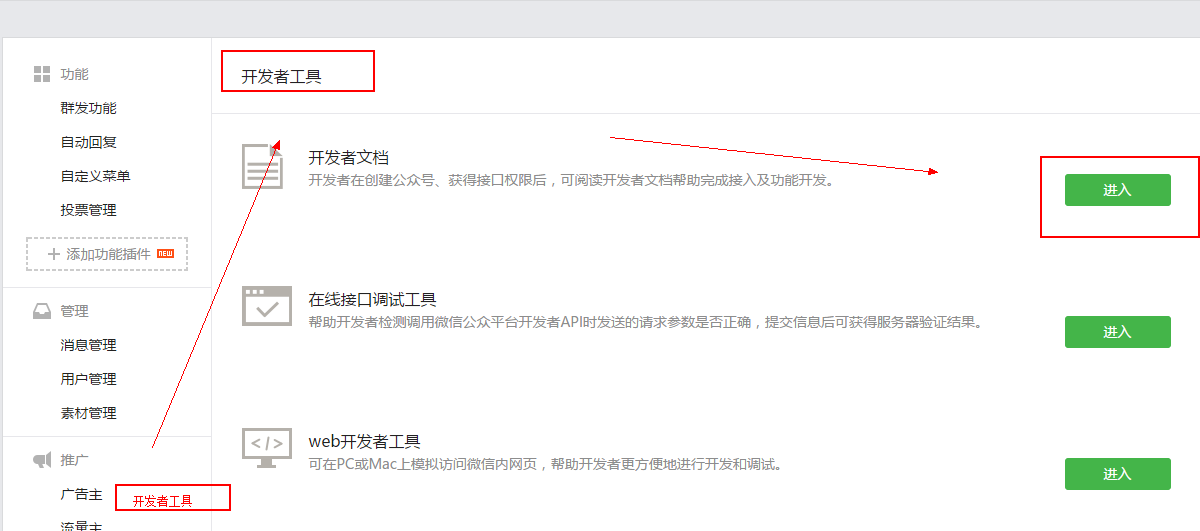 功能
群发功能
自动回复
自定义菜单
投票管理
添加功能插件 NEW
管理
消息管理
用户管理
素材管理
推广
广告主
开发者工具
流量主
开发者工具
开发者文档
开发者在创建公众号、获得接口权限后，可阅读开发者文档帮助完成接入及功能开发。
进入
在线接口调试工具
帮助开发者检测调用微信公众平台开发者API时发送的请求参数是否正确，提交信息后可获得服务器验证结果。
进入
web开发者工具
可在PC或Mac上模拟访问微信内网页，帮助开发者更方便地进行开发和调试。
进入